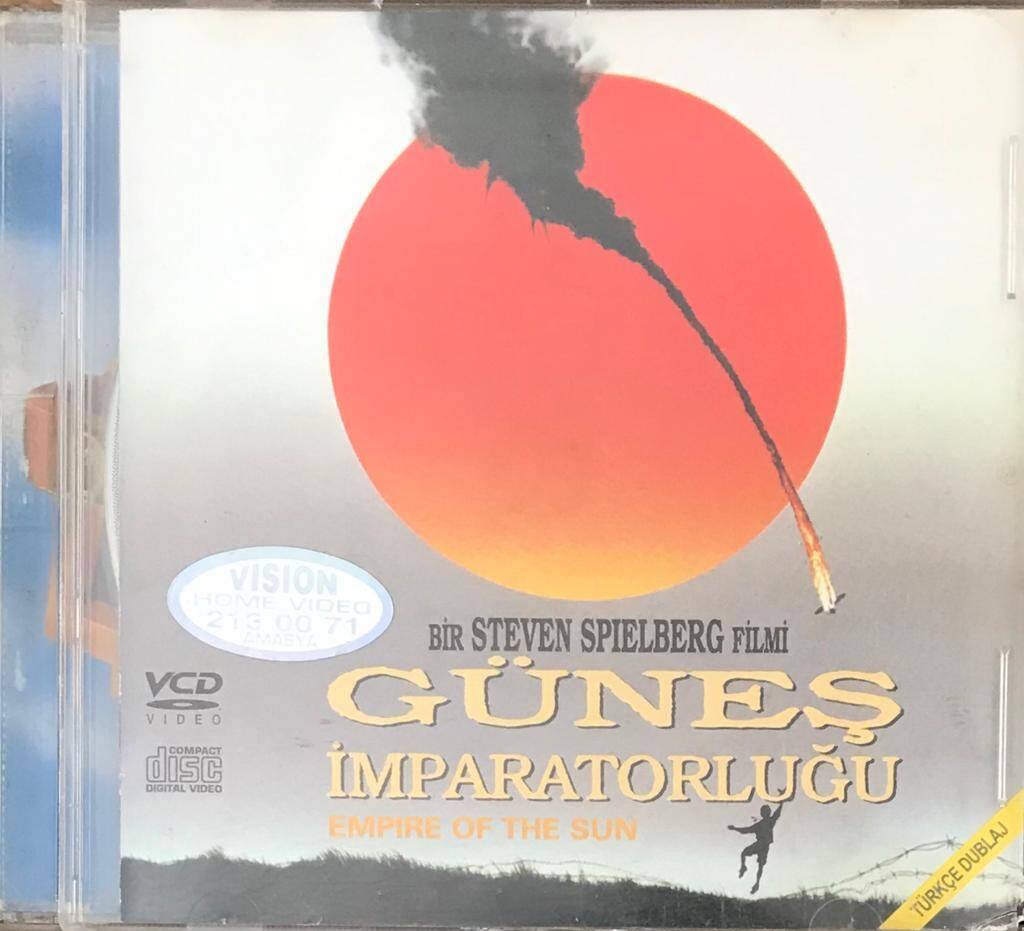 VISION
HOME VIDEO
213 00 71
AMASYA
BİR STEVEN SPIELBERG FİLMİ
VCD
VIDEO
GÜNEŞ
COMPACT
disc
DIGITAL VIDEO
İMPARATORLUĞU
EMPIRE OF THE SUN
TÜRKÇE DUBLAJ